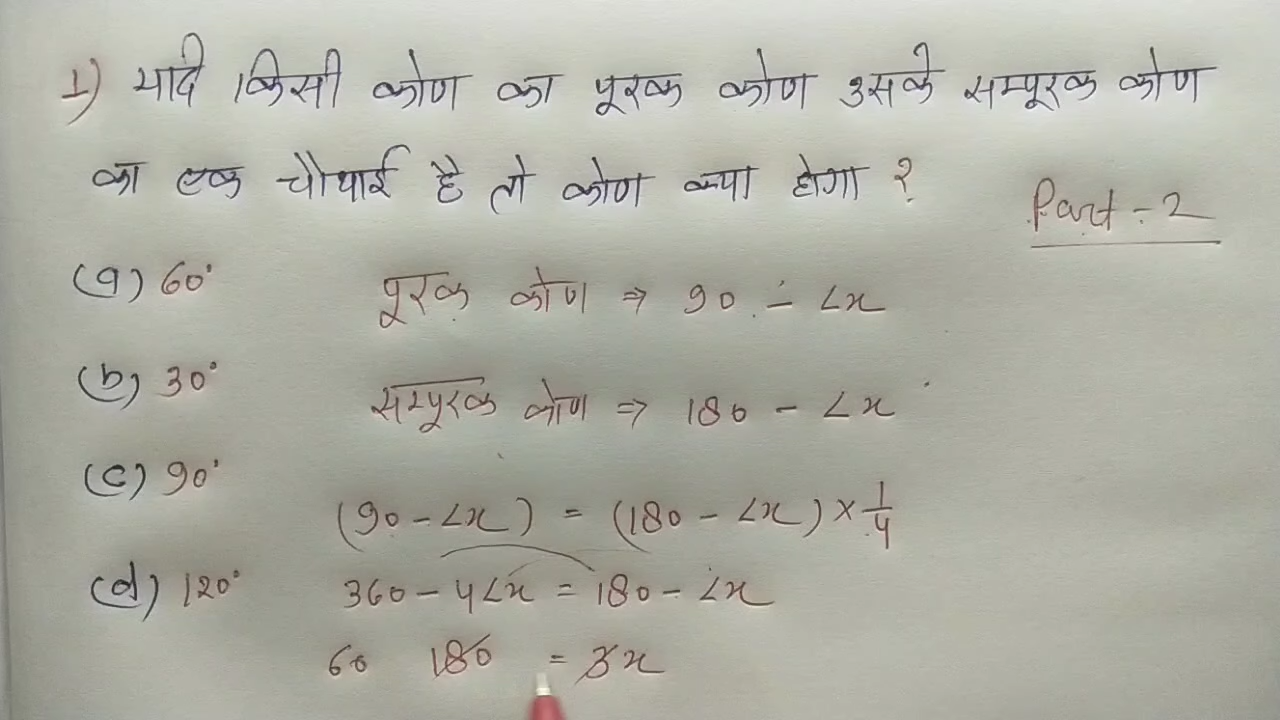 1) यदि किसी कोण का पूरक कोण उसके सम्पूरक कोण
का एक चौथाई है तो कोण क्या होगा ?
Part - 2
(a) 60°
पूरक कोण ⇒ 90 - ∠x
(b) 30°
सम्पूरक कोण ⇒ 180 - ∠x
(c) 90°
(90 - ∠x) = (180 - ∠x) × 1/4
(d) 120°
360 - 4∠x = 180 - ∠x
60 180 = 3x